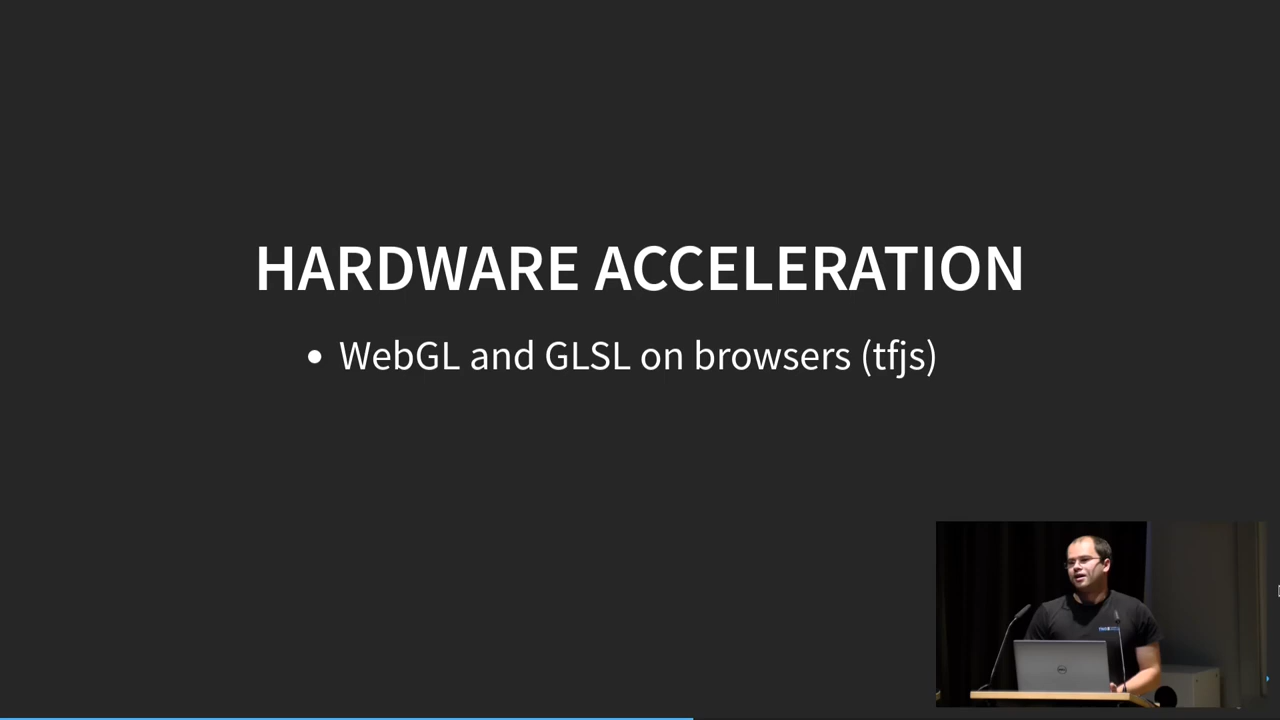 HARDWARE ACCELERATION
• WebGL and GLSL on browsers (tfjs)